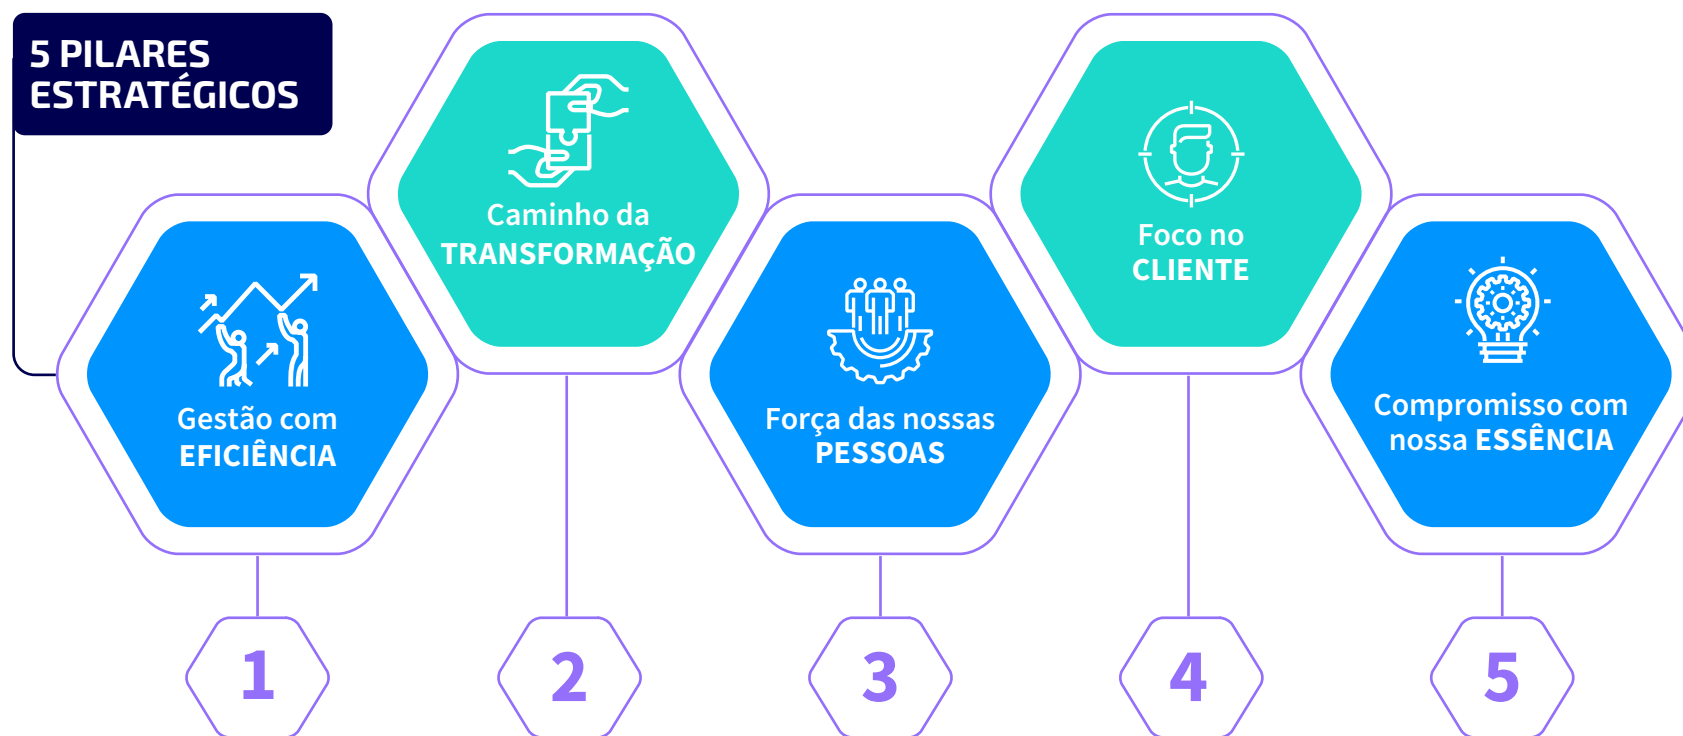 5 PILARES
ESTRATÉGICOS
Gestão com
EFICIÊNCIA
Caminho da
TRANSFORMAÇÃO
Força das nossas
PESSOAS
Foco no
CLIENTE
Compromisso com
nossa ESSÊNCIA
1
2
3
4
5